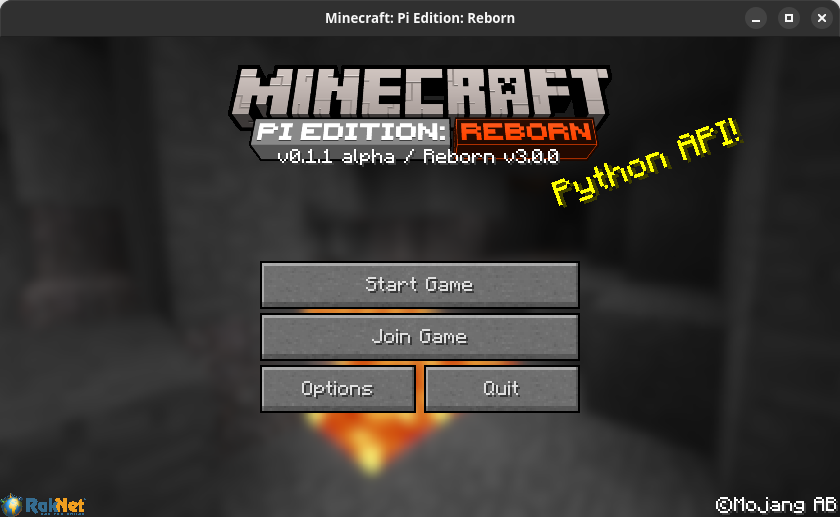 Minecraft: Pi Edition: Reborn
MINECRAFT
PI EDITION: REBORN
v0.1.1 alpha / Reborn v3.0.0
Python API!
Start Game
Join Game
Options
Quit
RakNet
©Mojang AB